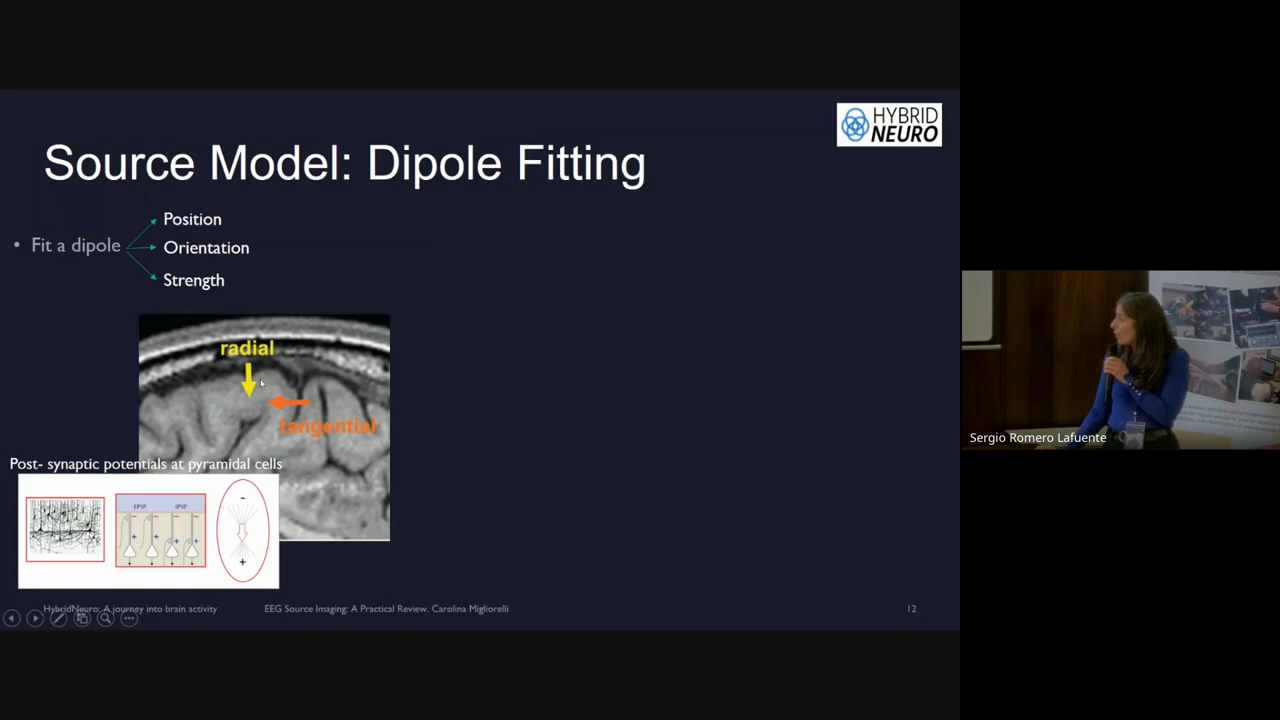 HYBRID
NEURO
Source Model: Dipole Fitting
Position
• Fit a dipole
Orientation
Strength
radial
tangential
Post- synaptic potentials at pyramidal cells
EPSP IPSP
HybridNeuro: A journey into brain activity
EEG Source Imaging: A Practical Review. Carolina Migliorelli
12
Sergio Romero Lafuente